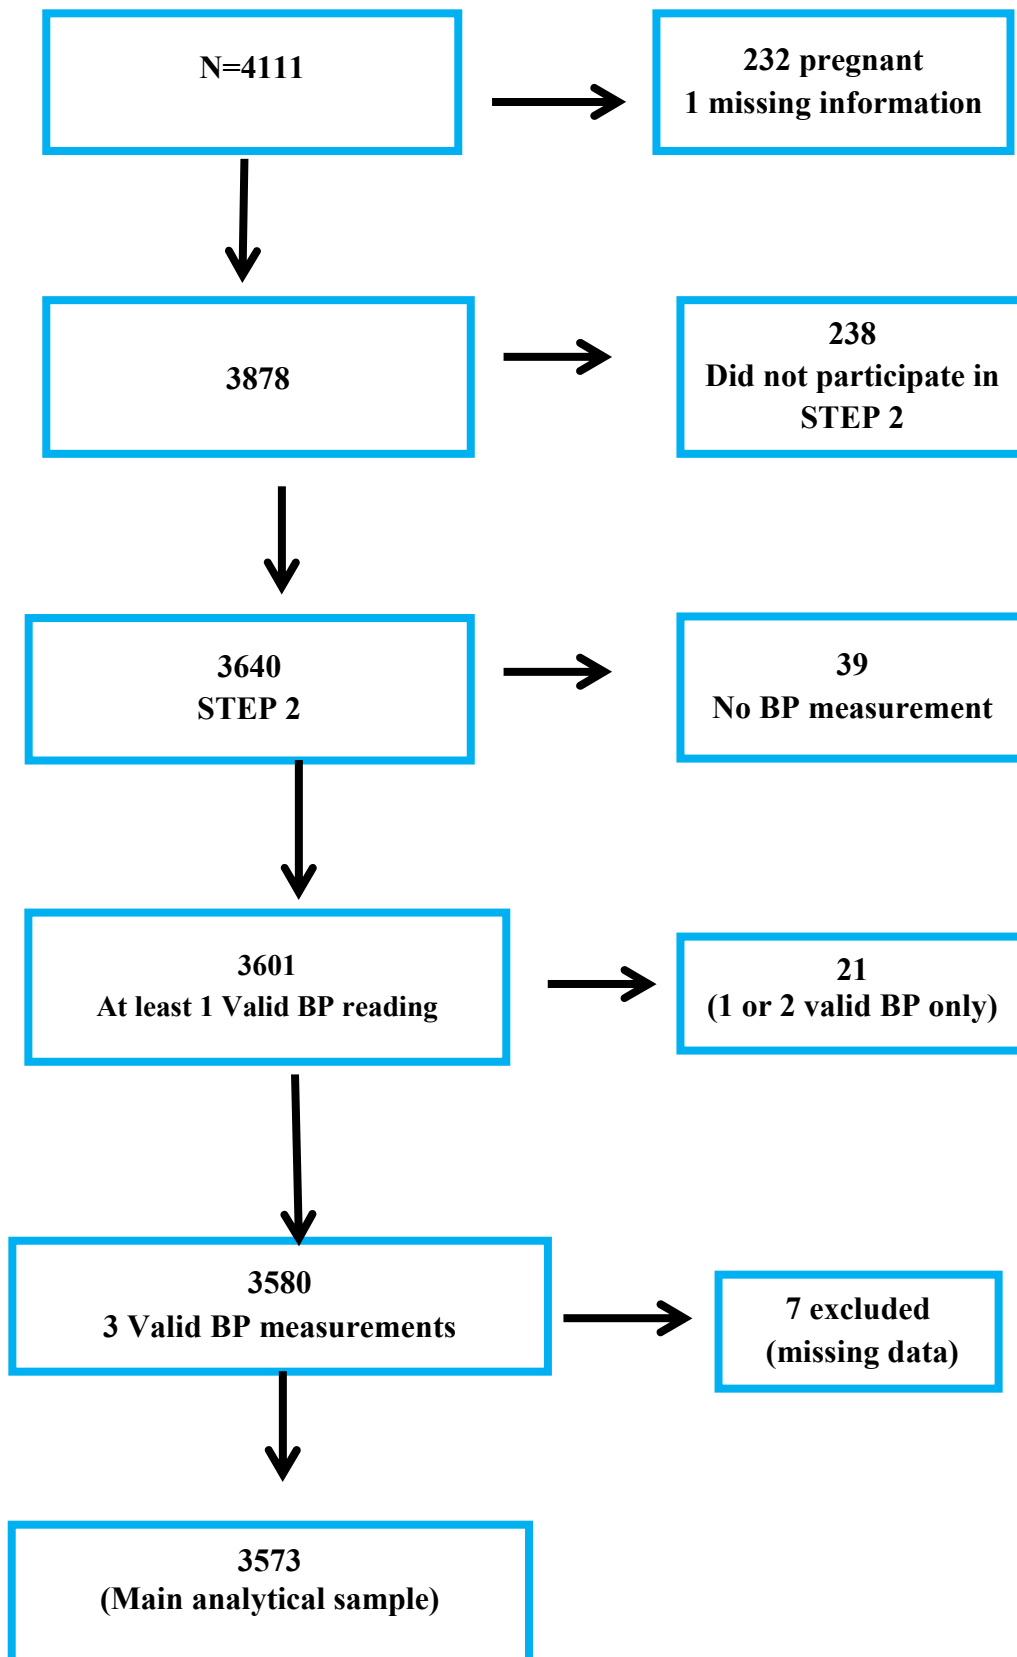 N=4111
232 pregnant
1 missing information
3878
238
Did not participate in
STEP 2
3640
STEP 2
39
No BP measurement
3601
At least 1 Valid BP reading
21
(1 or 2 valid BP only)
3580
3 Valid BP measurements
7 excluded
(missing data)
3573
(Main analytical sample)